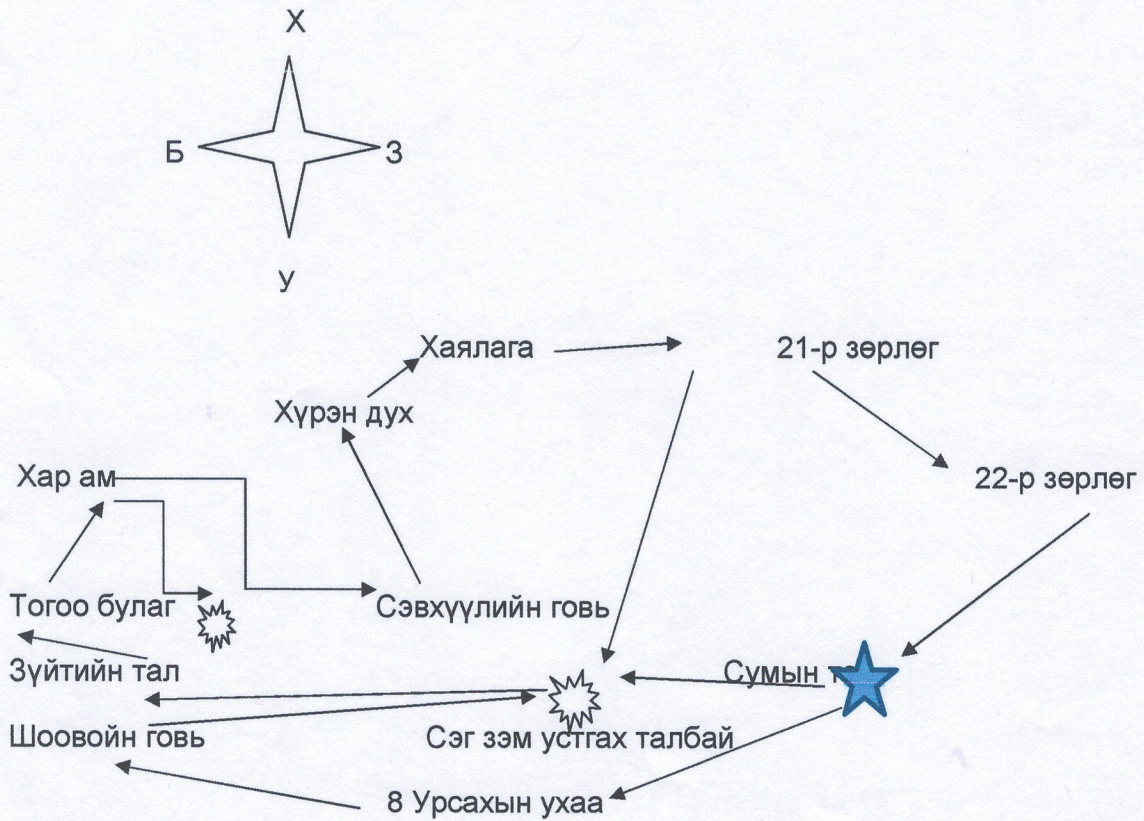 Х
Б
З
У
Хаялага
21-р зөрлөг
Хүрэн дух
Хар ам
22-р зөрлөг
Тогоо булаг
Сэвхүүлийн говь
Зүйтийн тал
Сумын
Шоовойн говь
Сэг зэм устгах талбай
8 Урсахын ухаа